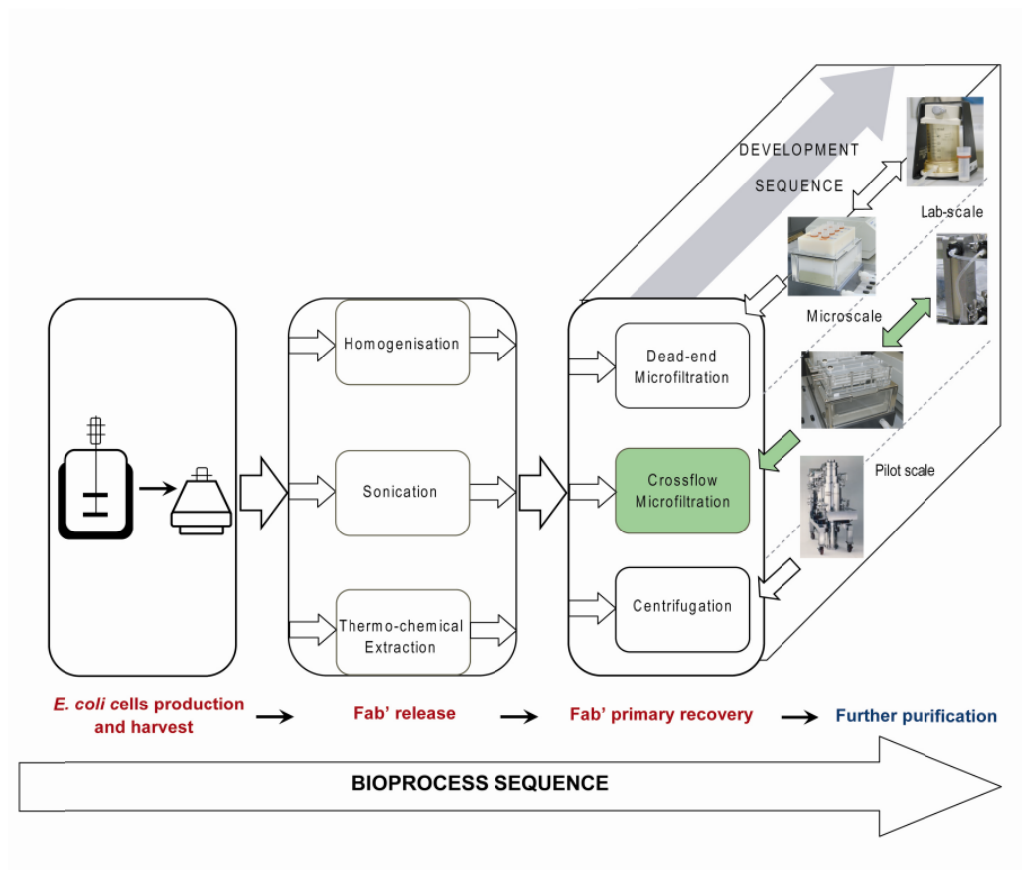 DEVELOPMENT
SEQUENCE
Lab-scale
Microscale
Pilot scale
Homogenisation
Sonication
Thermo-chemical
Extraction
Dead-end
Microfiltration
Crossflow
Microfiltration
Centrifugation
E. coli cells production
and harvest
Fab' release
Fab' primary recovery
Further purification
BIOPROCESS SEQUENCE